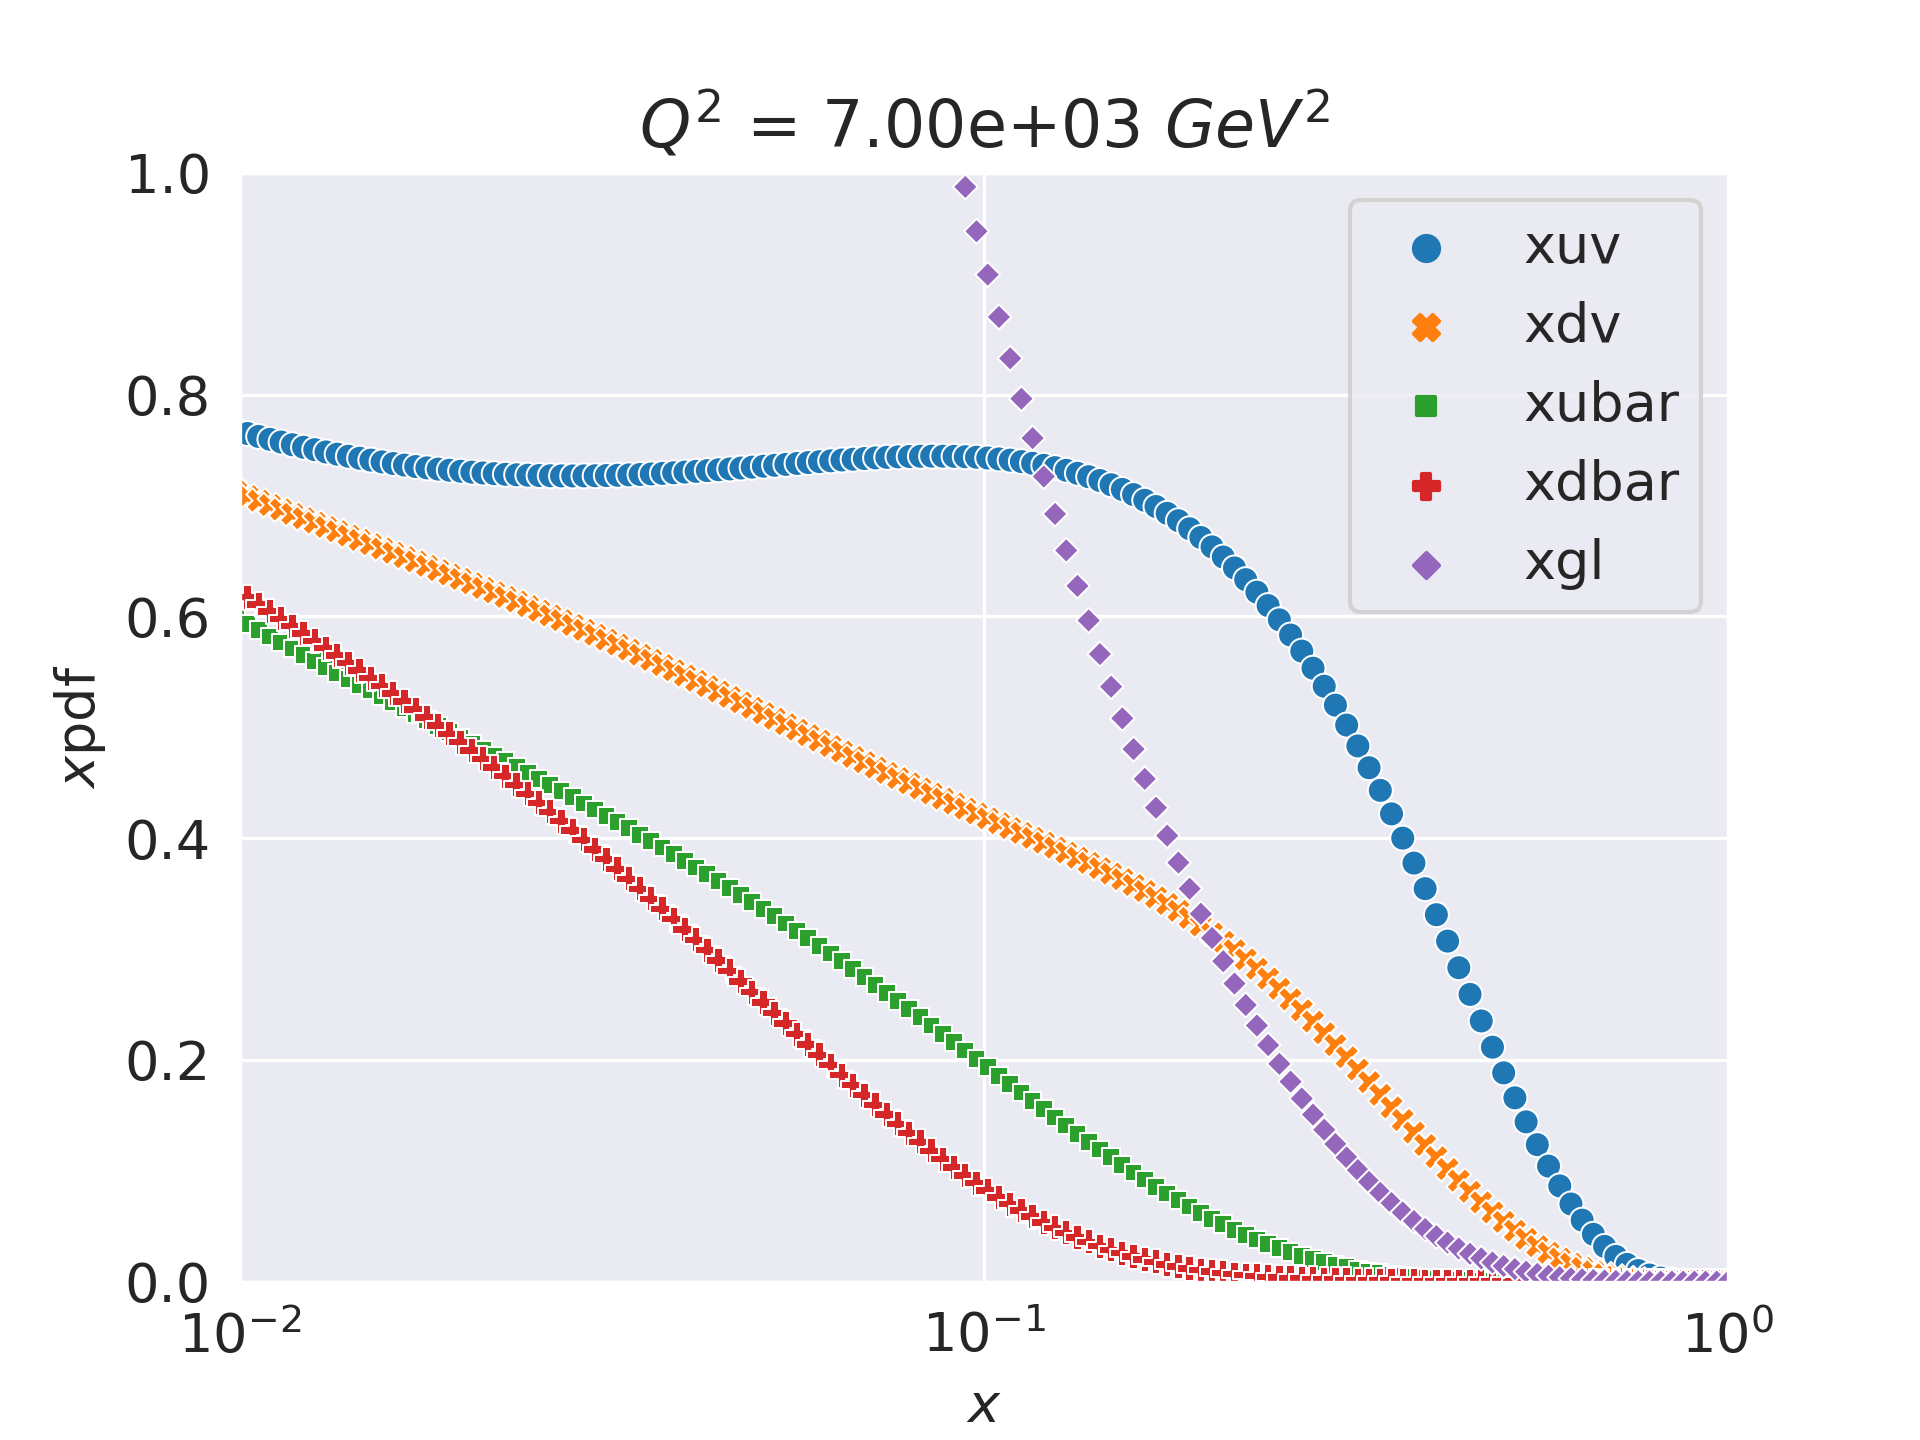 Q² = 7.00e+03 GeV²
1.0
0.8
0.6
0.4
0.2
0.0
xpdf
10⁻²
10⁻¹
10⁰
x
xuv
xdv
xubar
xdbar
xgl